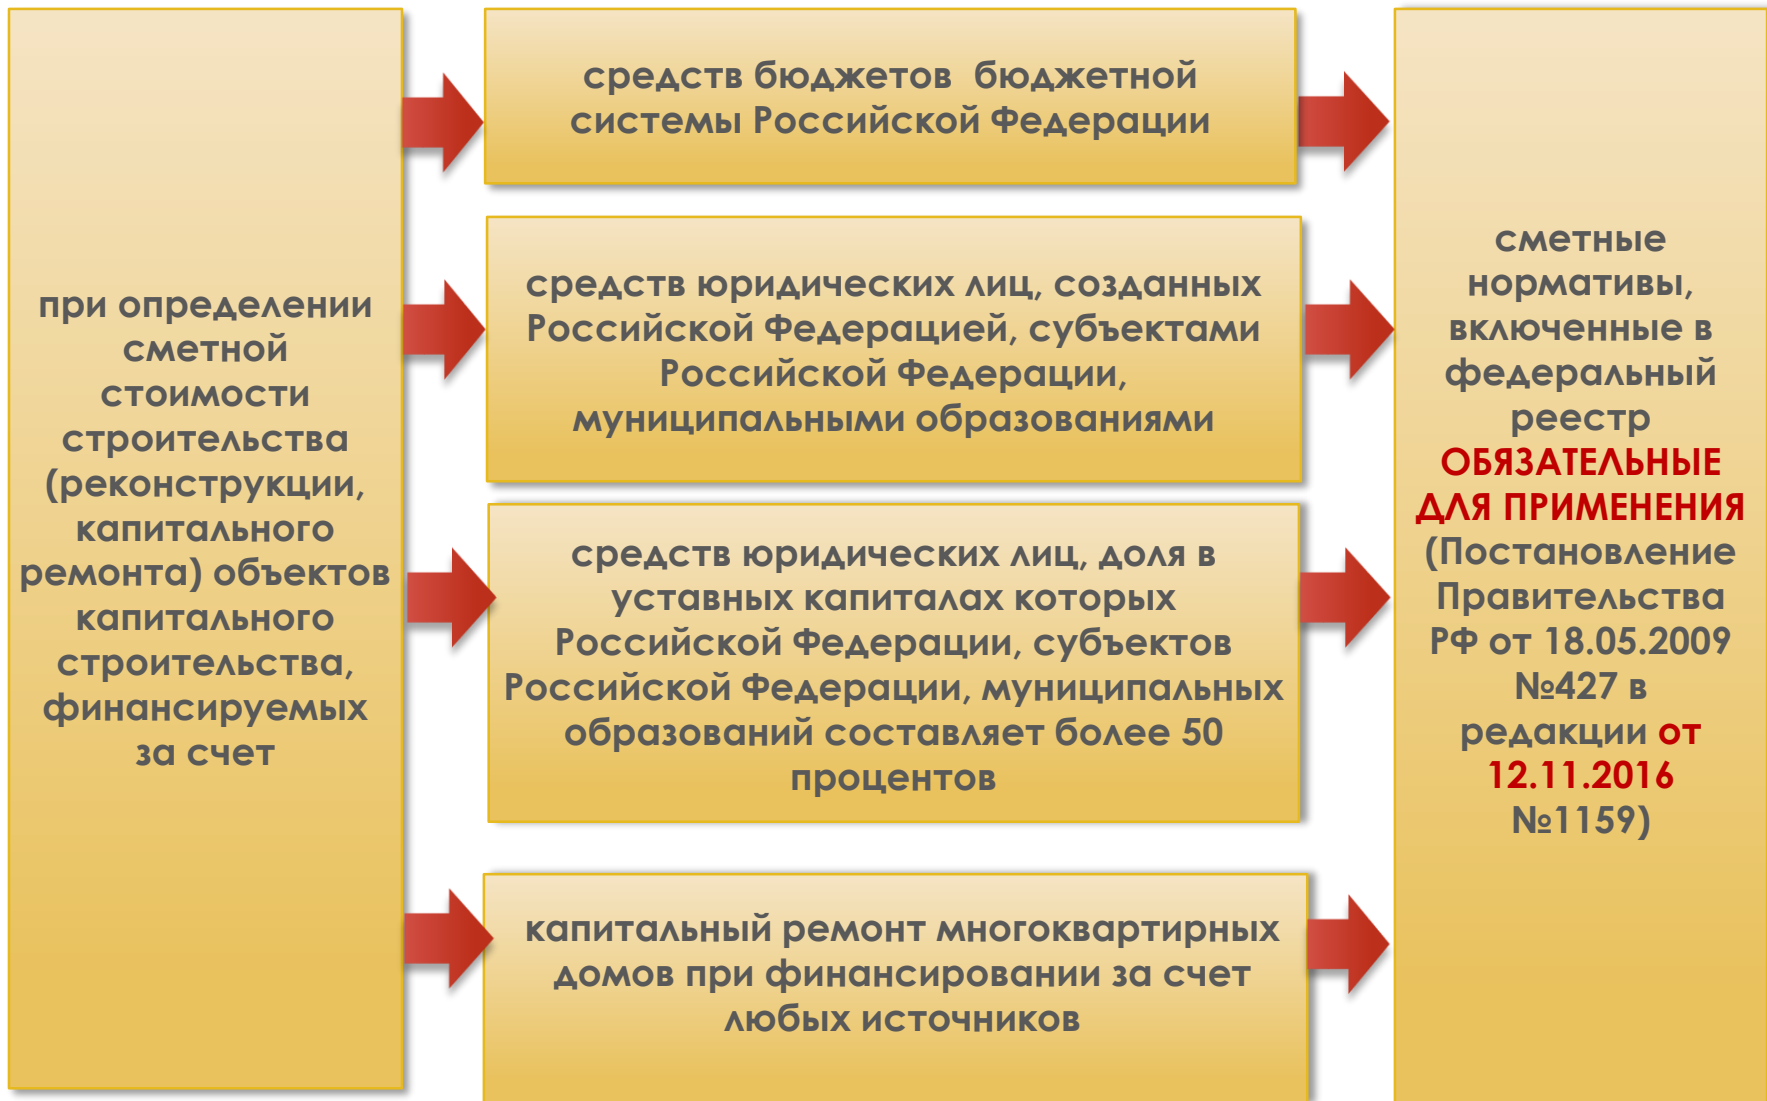 при определении
сметной
стоимости
строительства
(реконструкции,
капитального
ремонта) объектов
капитального
строительства,
финансируемых
за счет
средств бюджетов бюджетной
системы Российской Федерации
средств юридических лиц, созданных
Российской Федерацией, субъектами
Российской Федерации,
муниципальными образованиями
средств юридических лиц, доля в
уставных капиталах которых
Российской Федерации, субъектов
Российской Федерации, муниципальных
образований составляет более 50
процентов
капитальный ремонт многоквартирных
домов при финансировании за счет
любых источников
сметные
нормативы,
включенные в
федеральный
реестр
ОБЯЗАТЕЛЬНЫЕ
ДЛЯ ПРИМЕНЕНИЯ
(Постановление
Правительства
РФ от 18.05.2009
№427 в
редакции от
12.11.2016
№1159)